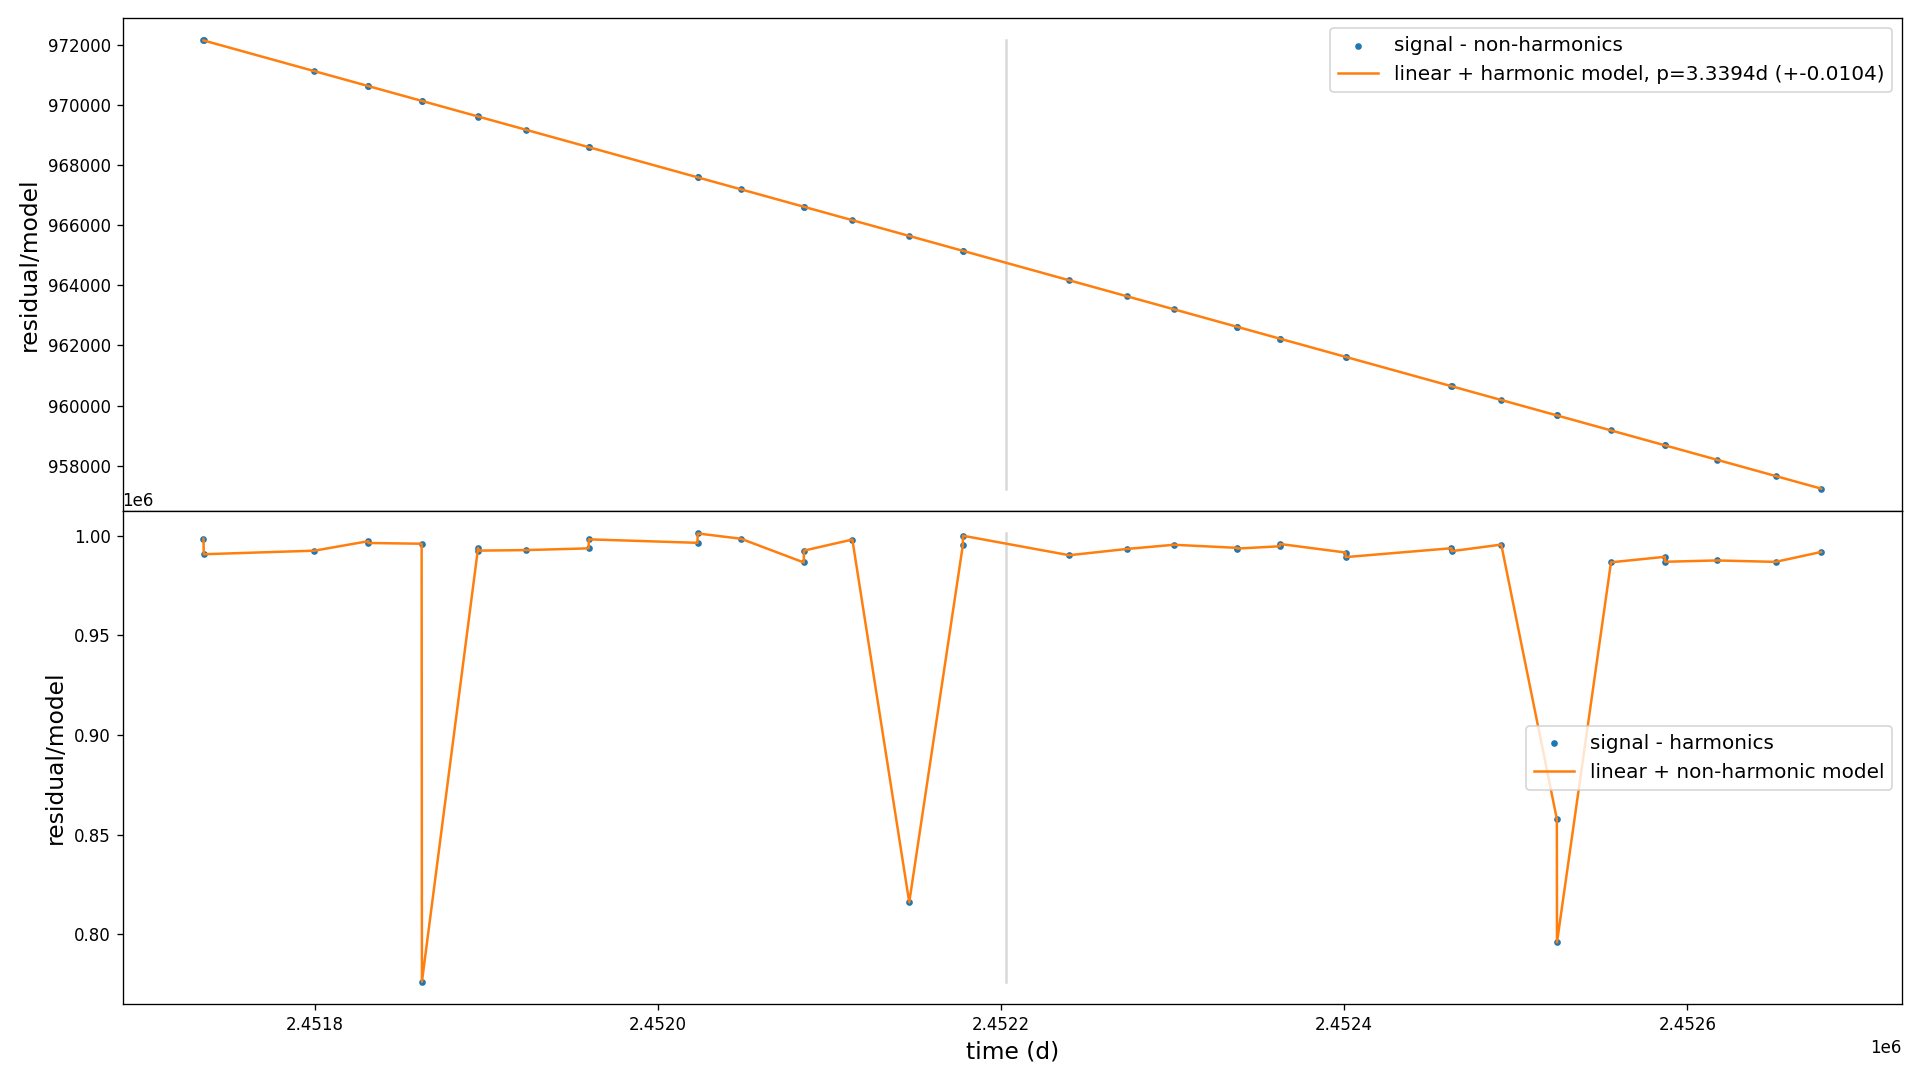 972000
970000
968000
966000
964000
962000
960000
958000
residual/model
signal - non-harmonics
linear + harmonic model, p=3.3394d (+-0.0104)
1e6
1.00
0.95
0.90
0.85
0.80
residual/model
signal - harmonics
linear + non-harmonic model
2.4518
2.4520
2.4522
2.4524
2.4526
time (d)
1e6